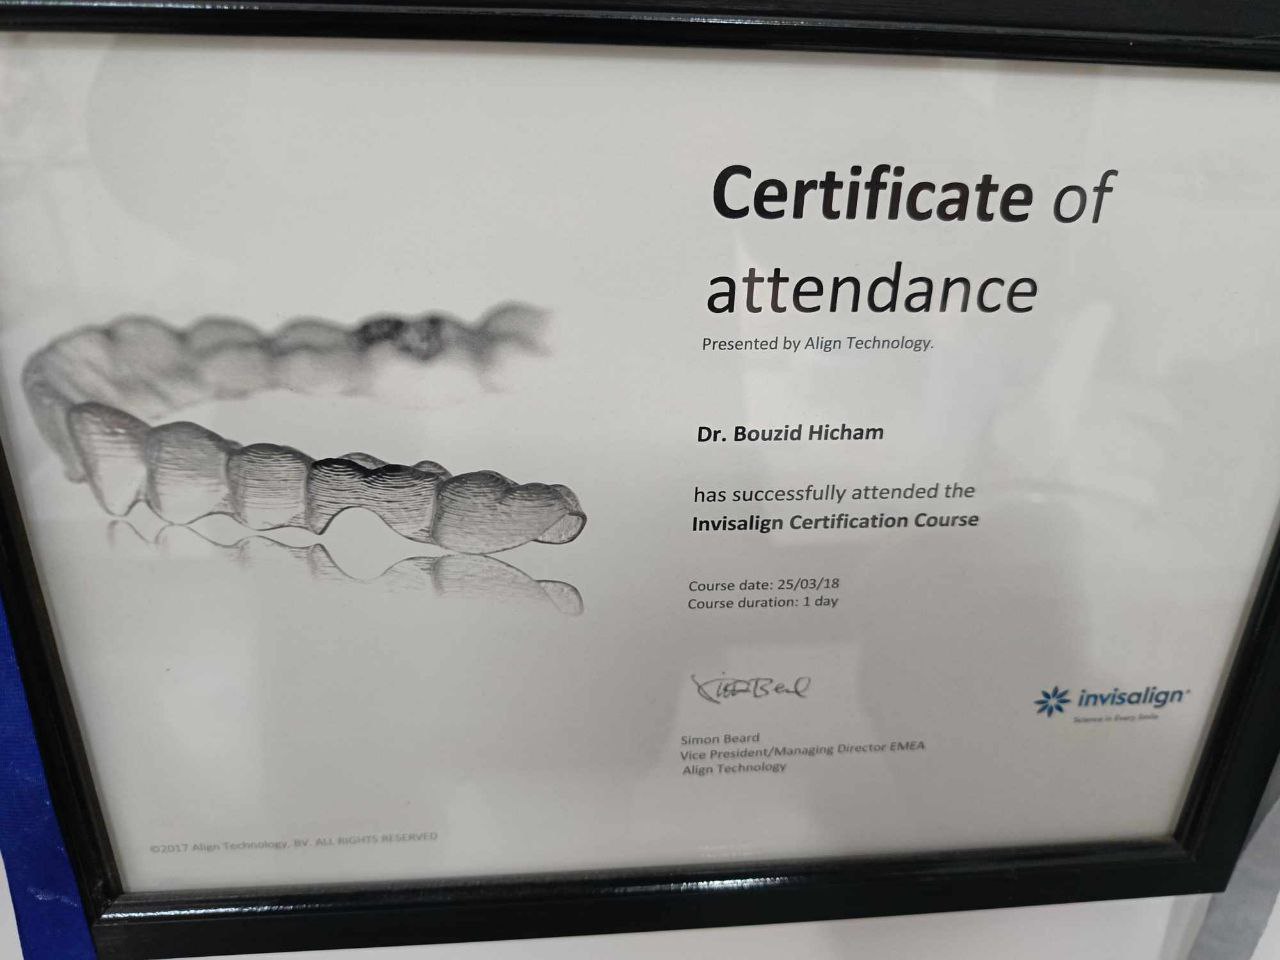 Certificate of
attendance
Presented by Align Technology.
Dr. Bouzid Hicham
has successfully attended the
Invisalign Certification Course
Course date: 25/03/18
Course duration: 1 day
Simon Beard
Vice President/Managing Director EMEA
Align Technology
invisalign
Science in Every Smile
©2017 Align Technology, BV. ALL RIGHTS RESERVED